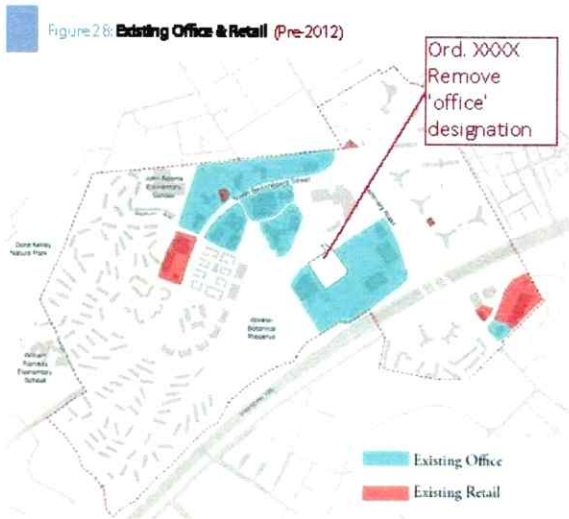 Figure 28: Existing Office & Retail (Pre-2012)
Ord. XXXX
Remove
'office'
designation
John Adams
Elementary
School
Dora Kelley
Nature Park
Winkler
Botanical
Preserve
William
Ramsay
Elementary
School
Existing Office
Existing Retail